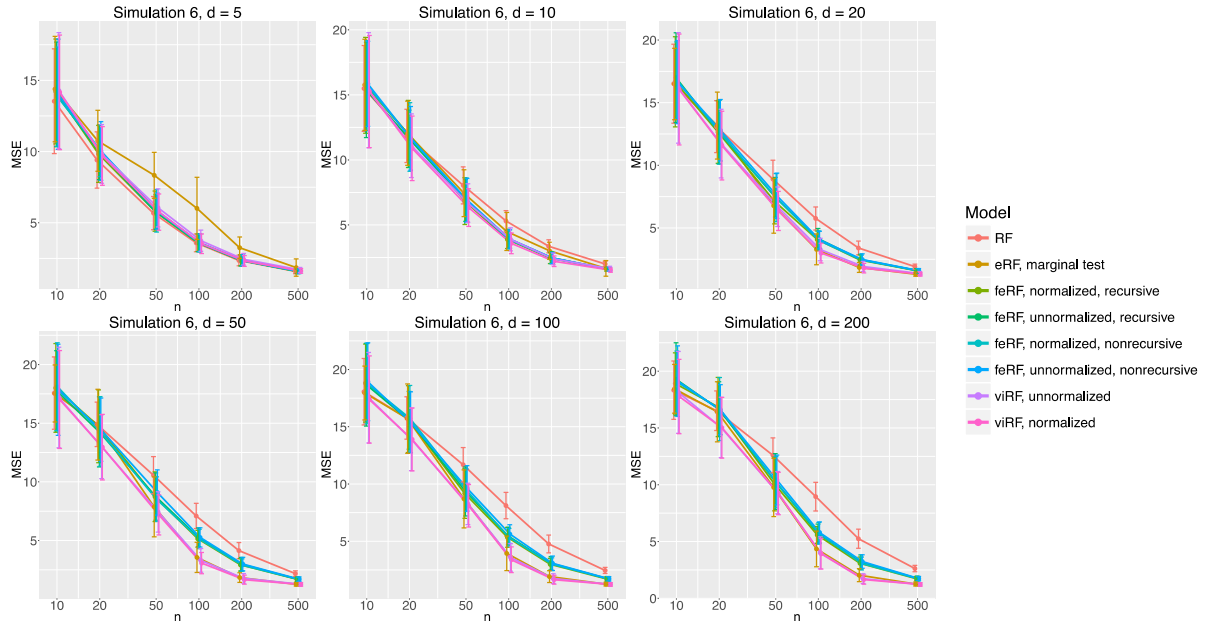 Simulation 6, d = 5
MSE
15
10
5
10
20
50
100
200
500
n
Simulation 6, d = 10
MSE
20
15
10
5
10
20
50
100
200
500
n
Simulation 6, d = 20
MSE
20
15
10
5
10
20
50
100
200
500
n
Simulation 6, d = 50
MSE
20
15
10
5
10
20
50
100
200
500
n
Simulation 6, d = 100
MSE
20
15
10
5
10
20
50
100
200
500
n
Simulation 6, d = 200
MSE
20
15
10
5
0
10
20
50
100
200
500
n
Model
RF
eRF, marginal test
feRF, normalized, recursive
feRF, unnormalized, recursive
feRF, normalized, nonrecursive
feRF, unnormalized, nonrecursive
viRF, unnormalized
viRF, normalized